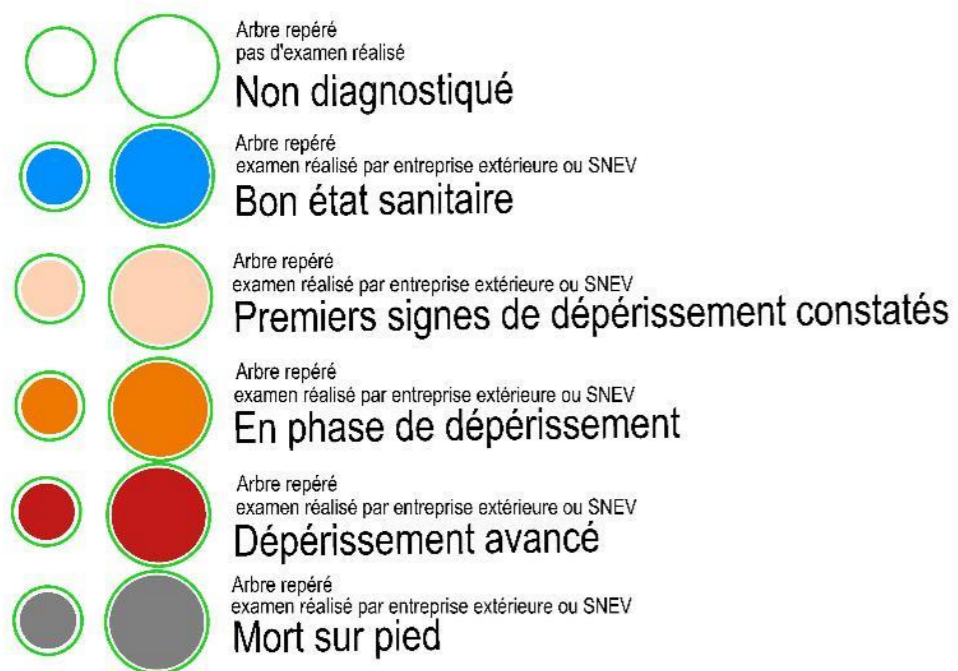 Arbre repéré
pas d'examen réalisé
Non diagnostiqué
Arbre repéré
examen réalisé par entreprise extérieure ou SNEV
Bon état sanitaire
Arbre repéré
examen réalisé par entreprise extérieure ou SNEV
Premiers signes de dépérissement constatés
Arbre repéré
examen réalisé par entreprise extérieure ou SNEV
En phase de dépérissement
Arbre repéré
examen réalisé par entreprise extérieure ou SNEV
Dépérissement avancé
Arbre repéré
examen réalisé par entreprise extérieure ou SNEV
Mort sur pied